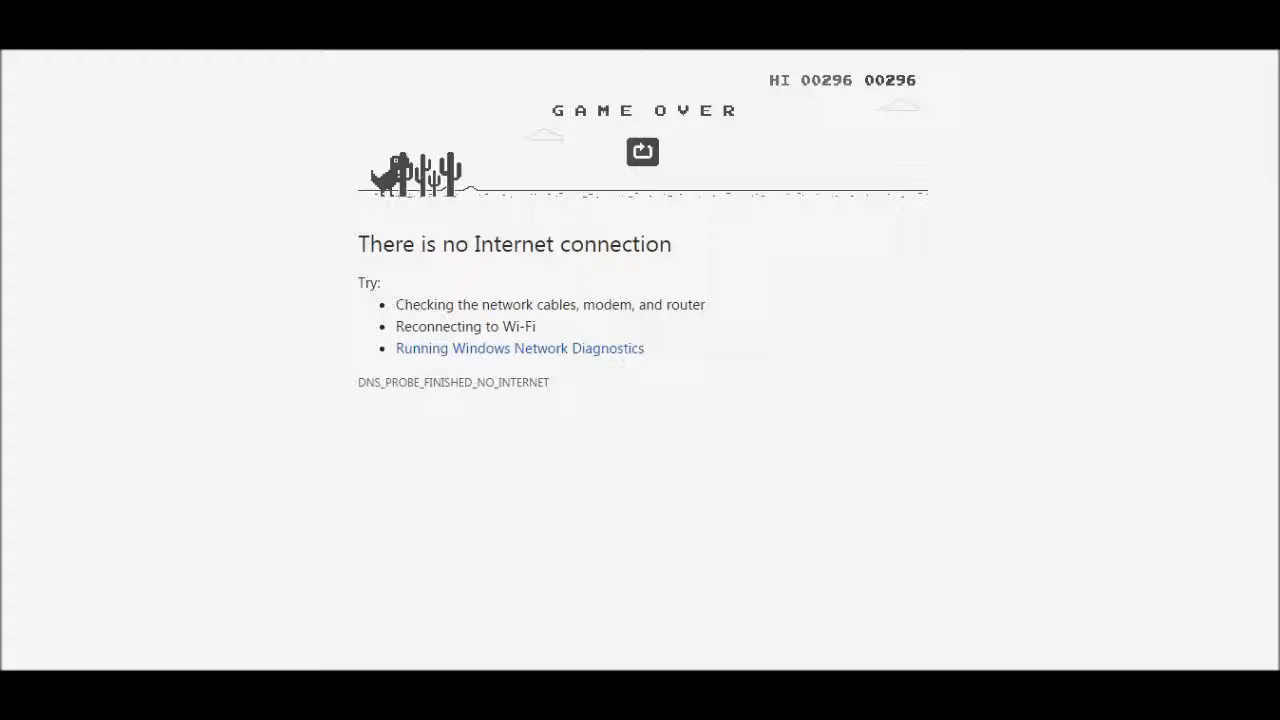 HI 00296 00296
GAME OVER
There is no Internet connection
Try:
Checking the network cables, modem, and router
Reconnecting to Wi-Fi
Running Windows Network Diagnostics
DNS_PROBE_FINISHED_NO_INTERNET